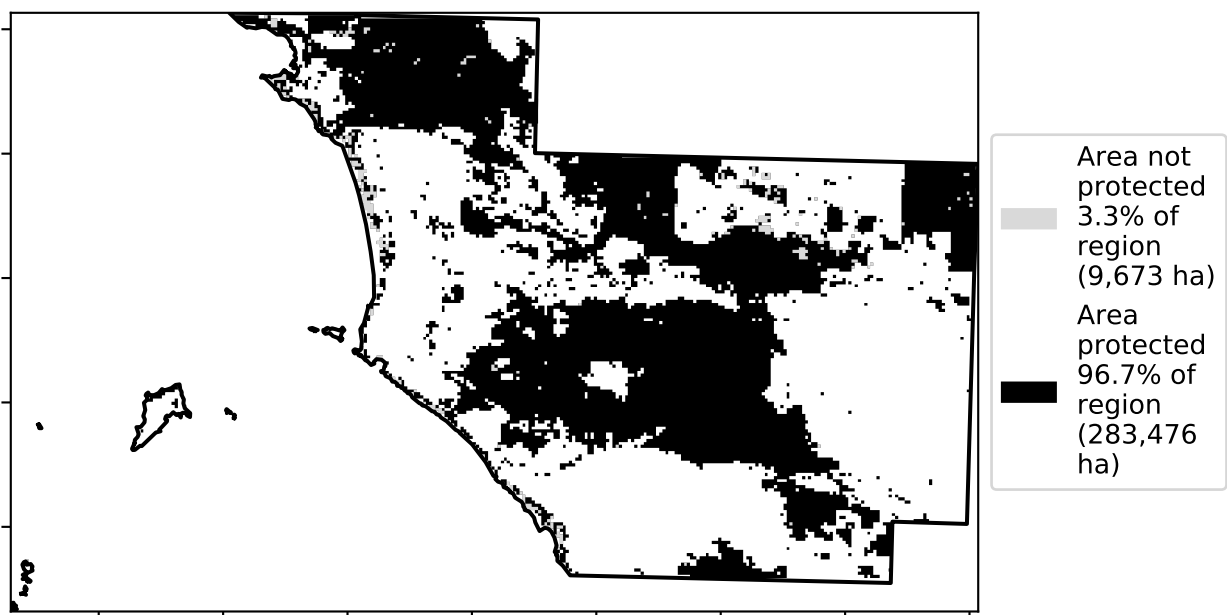 Area not
protected
3.3% of
region
(9,673 ha)
Area
protected
96.7% of
region
(283,476
ha)